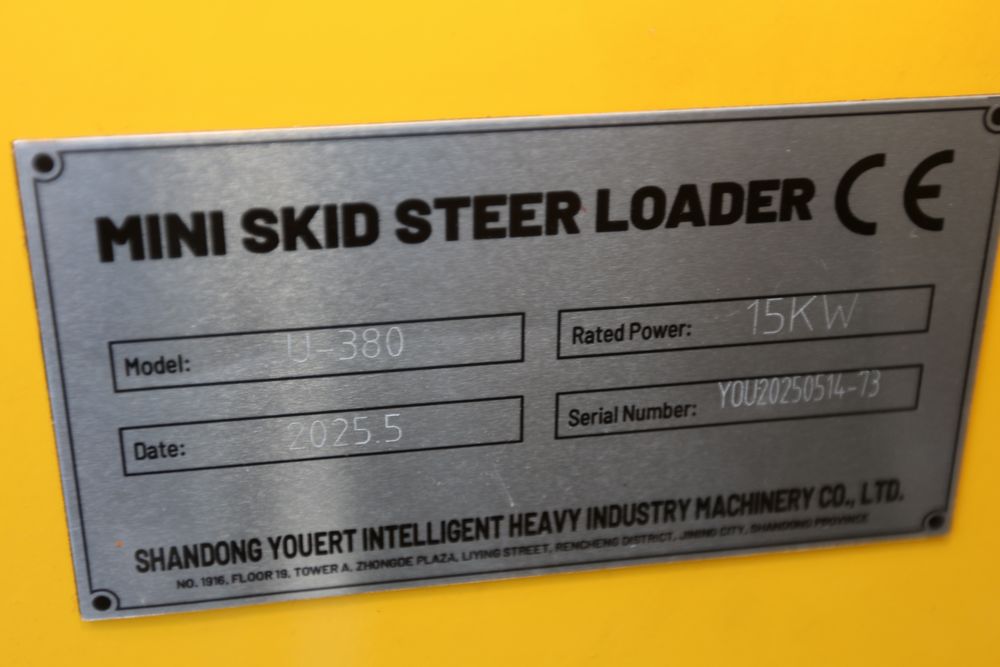 MINI SKID STEER LOADER CE
Model: U-380
Rated Power: 15KW
Date: 2025.5
Serial Number: YOU20250514-73
SHANDONG YOUERT INTELLIGENT HEAVY INDUSTRY MACHINERY CO., LTD.
NO. 1916, FLOOR 19, TOWER A, ZHONGDE PLAZA, LIYING STREET, RENCHENG DISTRICT, JINING CITY, SHANDONG PROVINCE